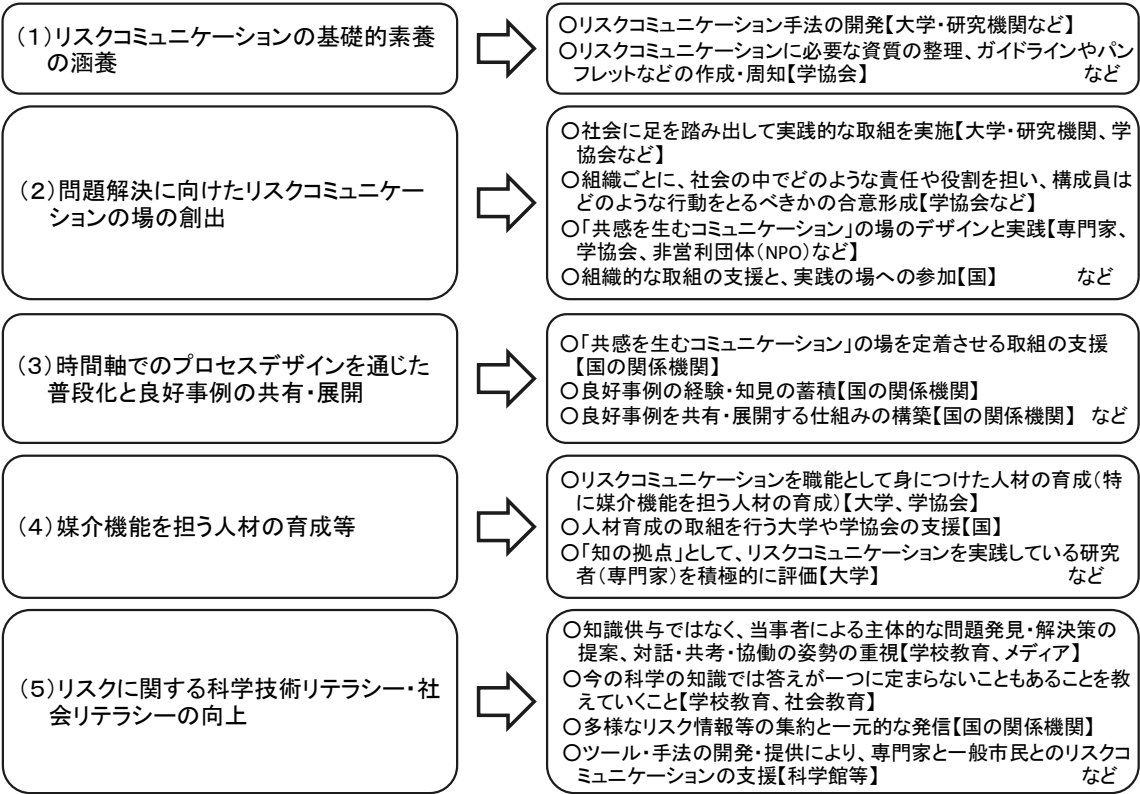 (1)リスクコミュニケーションの基礎的素養
の涵養
○リスクコミュニケーション手法の開発【大学・研究機関など】
○リスクコミュニケーションに必要な資質の整理、ガイドラインやパン
フレットなどの作成・周知【学協会】 など
(2)問題解決に向けたリスクコミュニケー
ションの場の創出
○社会に足を踏み出して実践的な取組を実施【大学・研究機関、学
協会など】
○組織ごとに、社会の中でどのような責任や役割を担い、構成員は
どのような行動をとるべきかの合意形成【学協会など】
○「共感を生むコミュニケーション」の場のデザインと実践【専門家、
学協会、非営利団体(NPO)など】
○組織的な取組の支援と、実践の場への参加【国】 など
(3)時間軸でのプロセスデザインを通じた
普段化と良好事例の共有・展開
○「共感を生むコミュニケーション」の場を定着させる取組の支援
【国の関係機関】
○良好事例の経験・知見の蓄積【国の関係機関】
○良好事例を共有・展開する仕組みの構築【国の関係機関】 など
(4)媒介機能を担う人材の育成等
○リスクコミュニケーションを職能として身につけた人材の育成(特
に媒介機能を担う人材の育成)【大学、学協会】
○人材育成の取組を行う大学や学協会の支援【国】
○「知の拠点」として、リスクコミュニケーションを実践している研究
者(専門家)を積極的に評価【大学】 など
(5)リスクに関する科学技術リテラシー・社
会リテラシーの向上
○知識供与ではなく、当事者による主体的な問題発見・解決策の
提案、対話・共考・協働の姿勢の重視【学校教育、メディア】
○今の科学の知識では答えが一つに定まらないこともあることを教
えていくこと【学校教育、社会教育】
○多様なリスク情報等の集約と一元的な発信【国の関係機関】
○ツール・手法の開発・提供により、専門家と一般市民とのリスクコ
ミュニケーションの支援【科学館等】 など